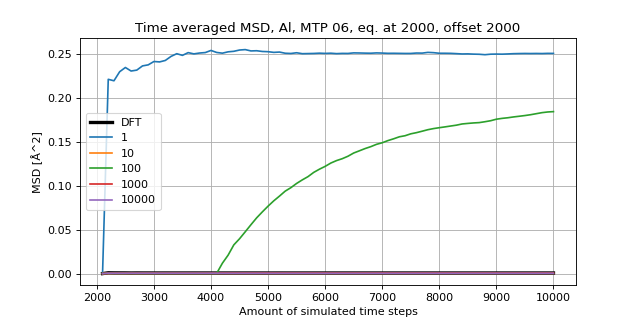 Time averaged MSD, Al, MTP 06, eq. at 2000, offset 2000
MSD [Å^2]
0.25
0.20
0.15
0.10
0.05
0.00
DFT
1
10
100
1000
10000
2000 3000 4000 5000 6000 7000 8000 9000 10000
Amount of simulated time steps